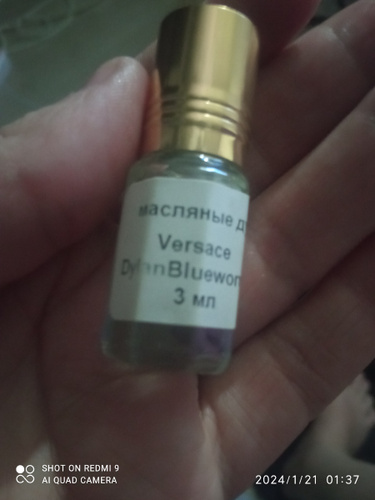 масляные д
Versace
DylanBluewom
3 мл
SHOT ON REDMI 9
AI QUAD CAMERA
2024/1/21 01:37